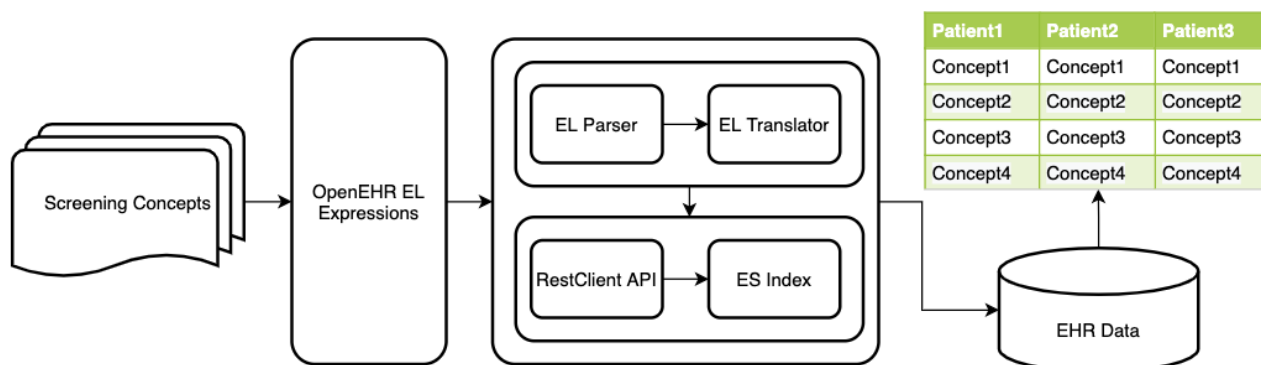 Screening Concepts
OpenEHR EL
Expressions
EL Parser
EL Translator
RestClient API
ES Index
Patient1 Patient2 Patient3
Concept1 Concept1 Concept1
Concept2 Concept2 Concept2
Concept3 Concept3 Concept3
Concept4 Concept4 Concept4
EHR Data